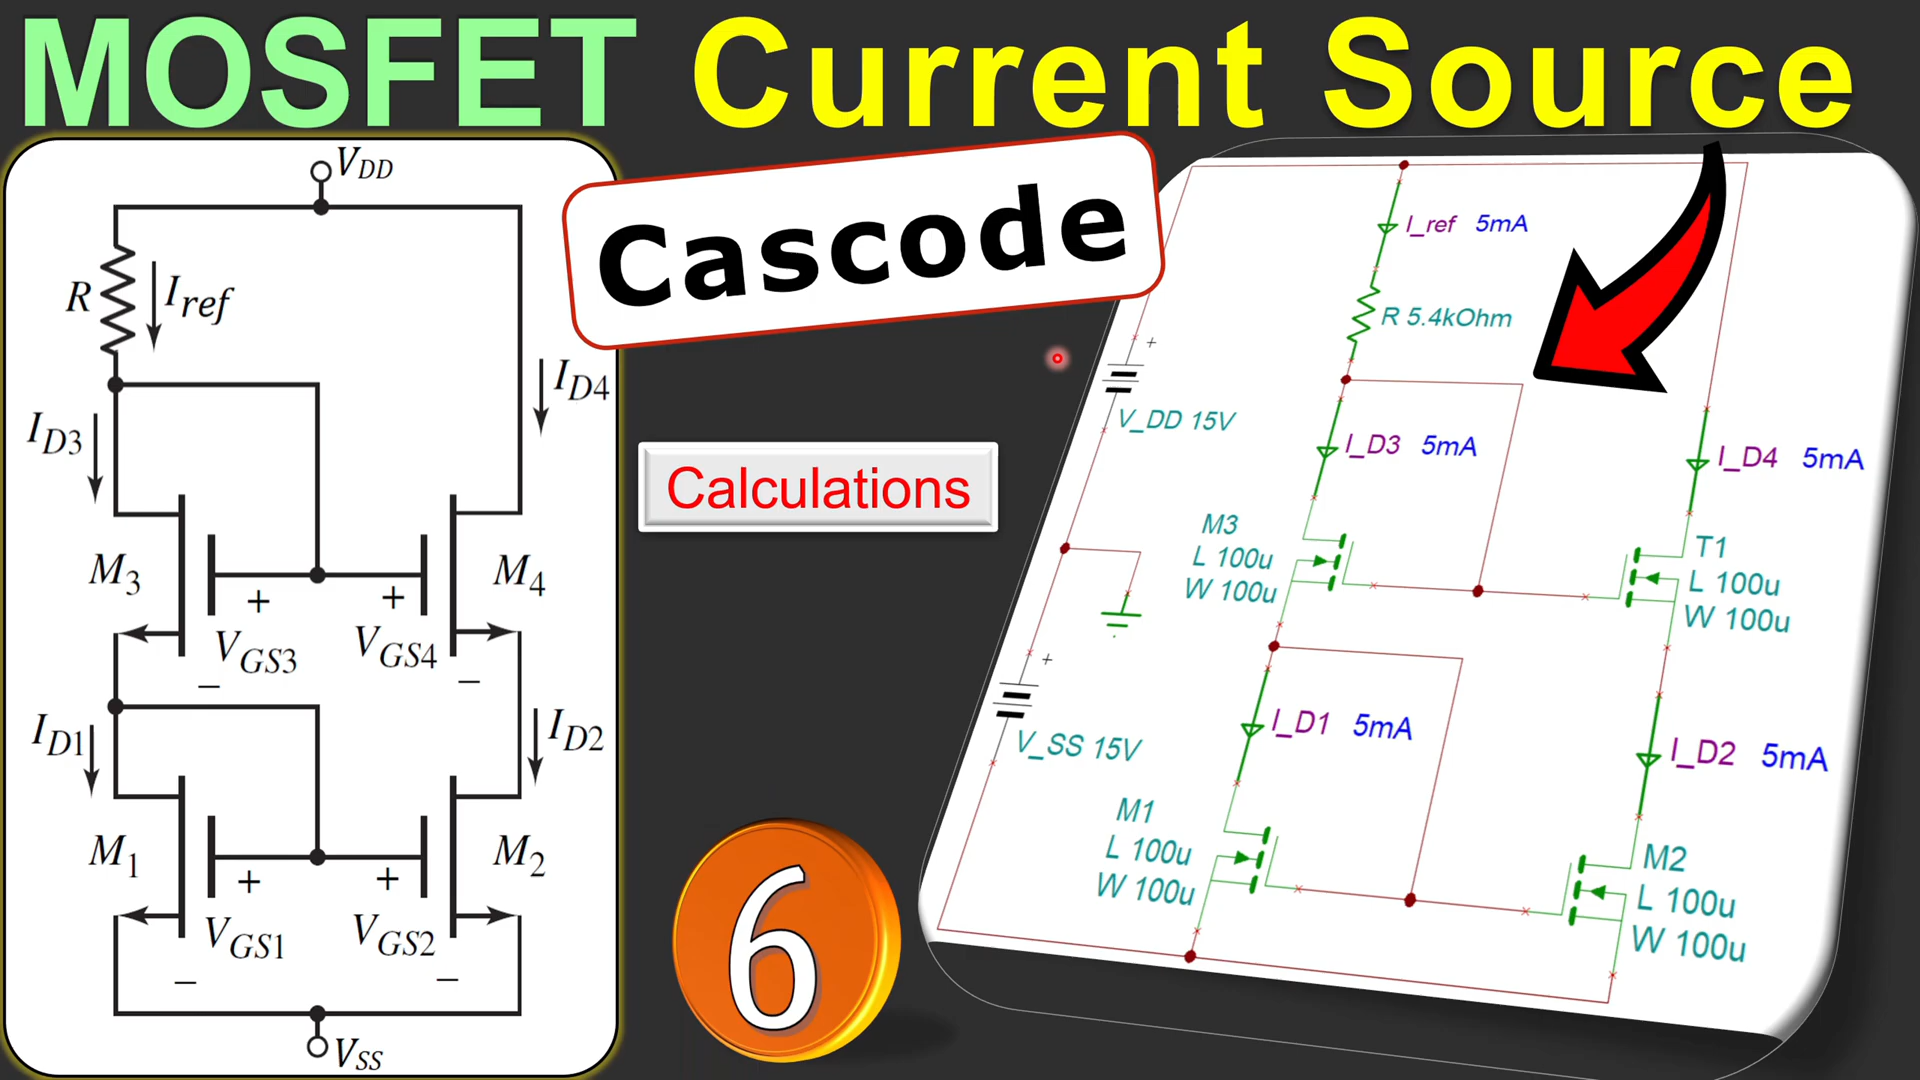 MOSFET Current Source
Cascode
Calculations
6
V_DD
R
I_ref
I_D4
I_D3
M_3
M_4
+
+
V_GS3
V_GS4
−
−
I_D1
I_D2
M_1
M_2
+
+
V_GS1
V_GS2
−
−
V_SS
I_ref 5mA
R 5.4kOhm
+
V_DD 15V
I_D3 5mA
I_D4 5mA
M3
L 100u
W 100u
T1
L 100u
W 100u
+
V_SS 15V
I_D1 5mA
I_D2 5mA
M1
L 100u
W 100u
M2
L 100u
W 100u